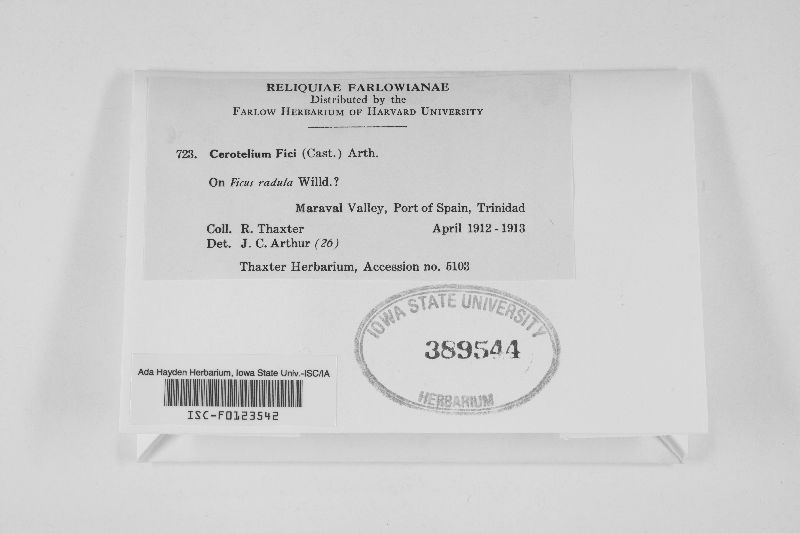 RELIQUIAE FARLOWIANAE
Distributed by the
FARLOW HERBARIUM OF HARVARD UNIVERSITY
723. Cerotelium Fici (Cast.) Arth.
On Ficus radula Willd.?
Maraval Valley, Port of Spain, Trinidad
Coll. R. Thaxter April 1912 - 1913
Det. J. C. Arthur (26)
Thaxter Herbarium, Accession no. 5103
IOWA STATE UNIVERSITY
389544
HERBARIUM
Ada Hayden Herbarium, Iowa State Univ.-ISC/IA
ISC-F0123542